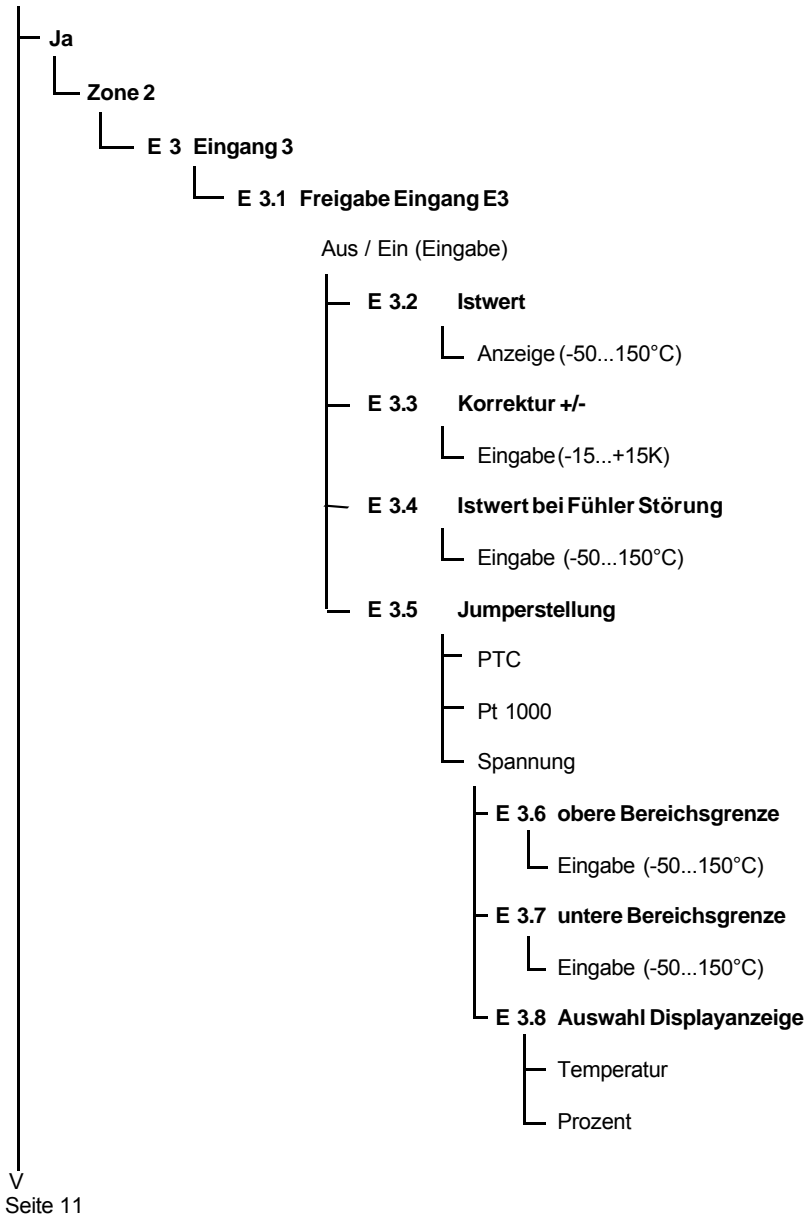 Ja
Zone 2
E 3 Eingang 3
E 3.1 Freigabe Eingang E3
Aus / Ein (Eingabe)
E 3.2 Istwert
Anzeige (-50...150°C)
E 3.3 Korrektur +/-
Eingabe (-15...+15K)
E 3.4 Istwert bei Fühler Störung
Eingabe (-50...150°C)
E 3.5 Jumperstellung
PTC
Pt 1000
Spannung
E 3.6 obere Bereichsgrenze
Eingabe (-50...150°C)
E 3.7 untere Bereichsgrenze
Eingabe (-50...150°C)
E 3.8 Auswahl Displayanzeige
Temperatur
Prozent
V
Seite 11